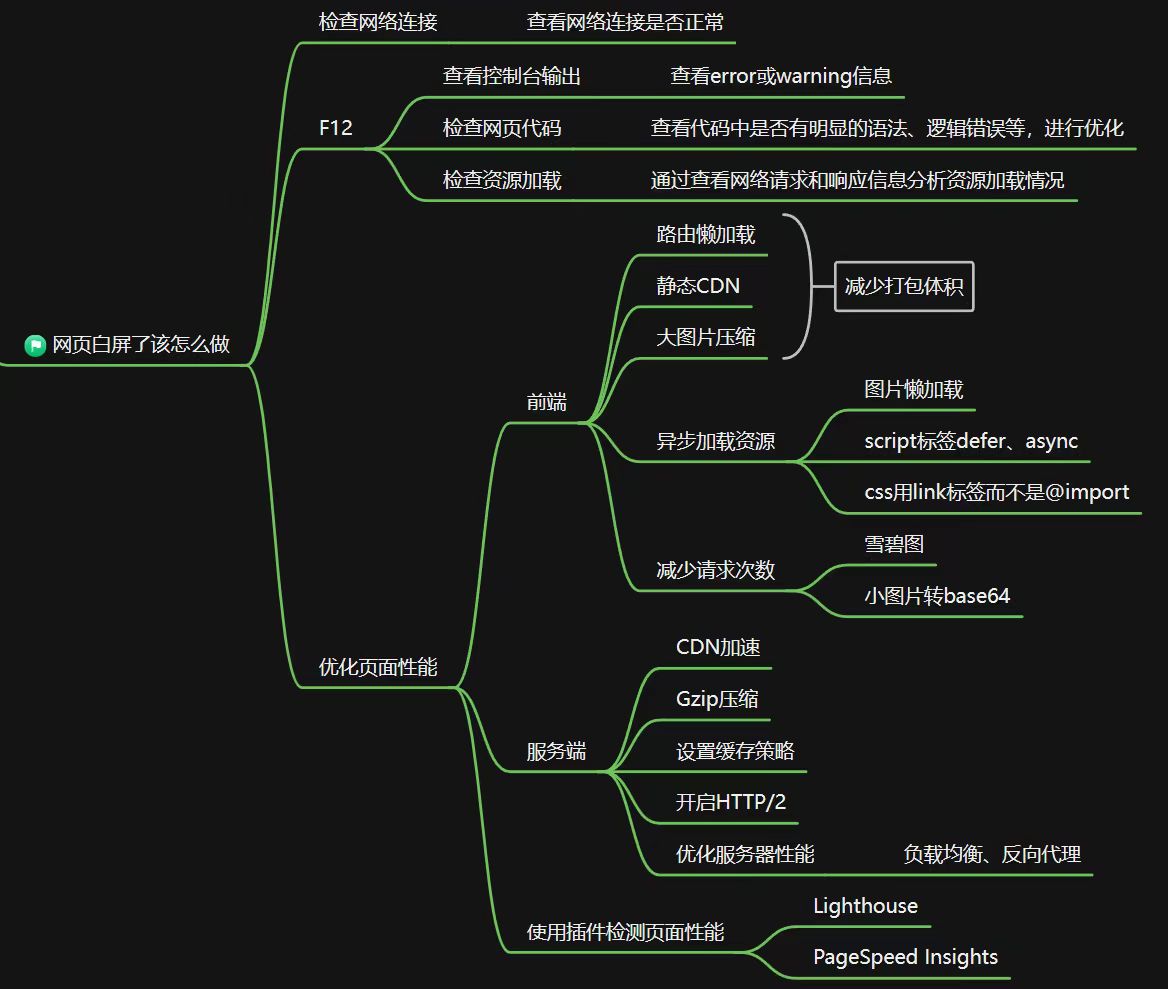 网页白屏了该怎么做
检查网络连接
查看网络连接是否正常
F12
查看控制台输出
查看error或warning信息
检查网页代码
查看代码中是否有明显的语法、逻辑错误等，进行优化
检查资源加载
通过查看网络请求和响应信息分析资源加载情况
优化页面性能
前端
路由懒加载
静态CDN
大图片压缩
减少打包体积
异步加载资源
图片懒加载
script标签defer、async
css用link标签而不是@import
减少请求次数
雪碧图
小图片转base64
服务端
CDN加速
Gzip压缩
设置缓存策略
开启HTTP/2
优化服务器性能
负载均衡、反向代理
使用插件检测页面性能
Lighthouse
PageSpeed Insights